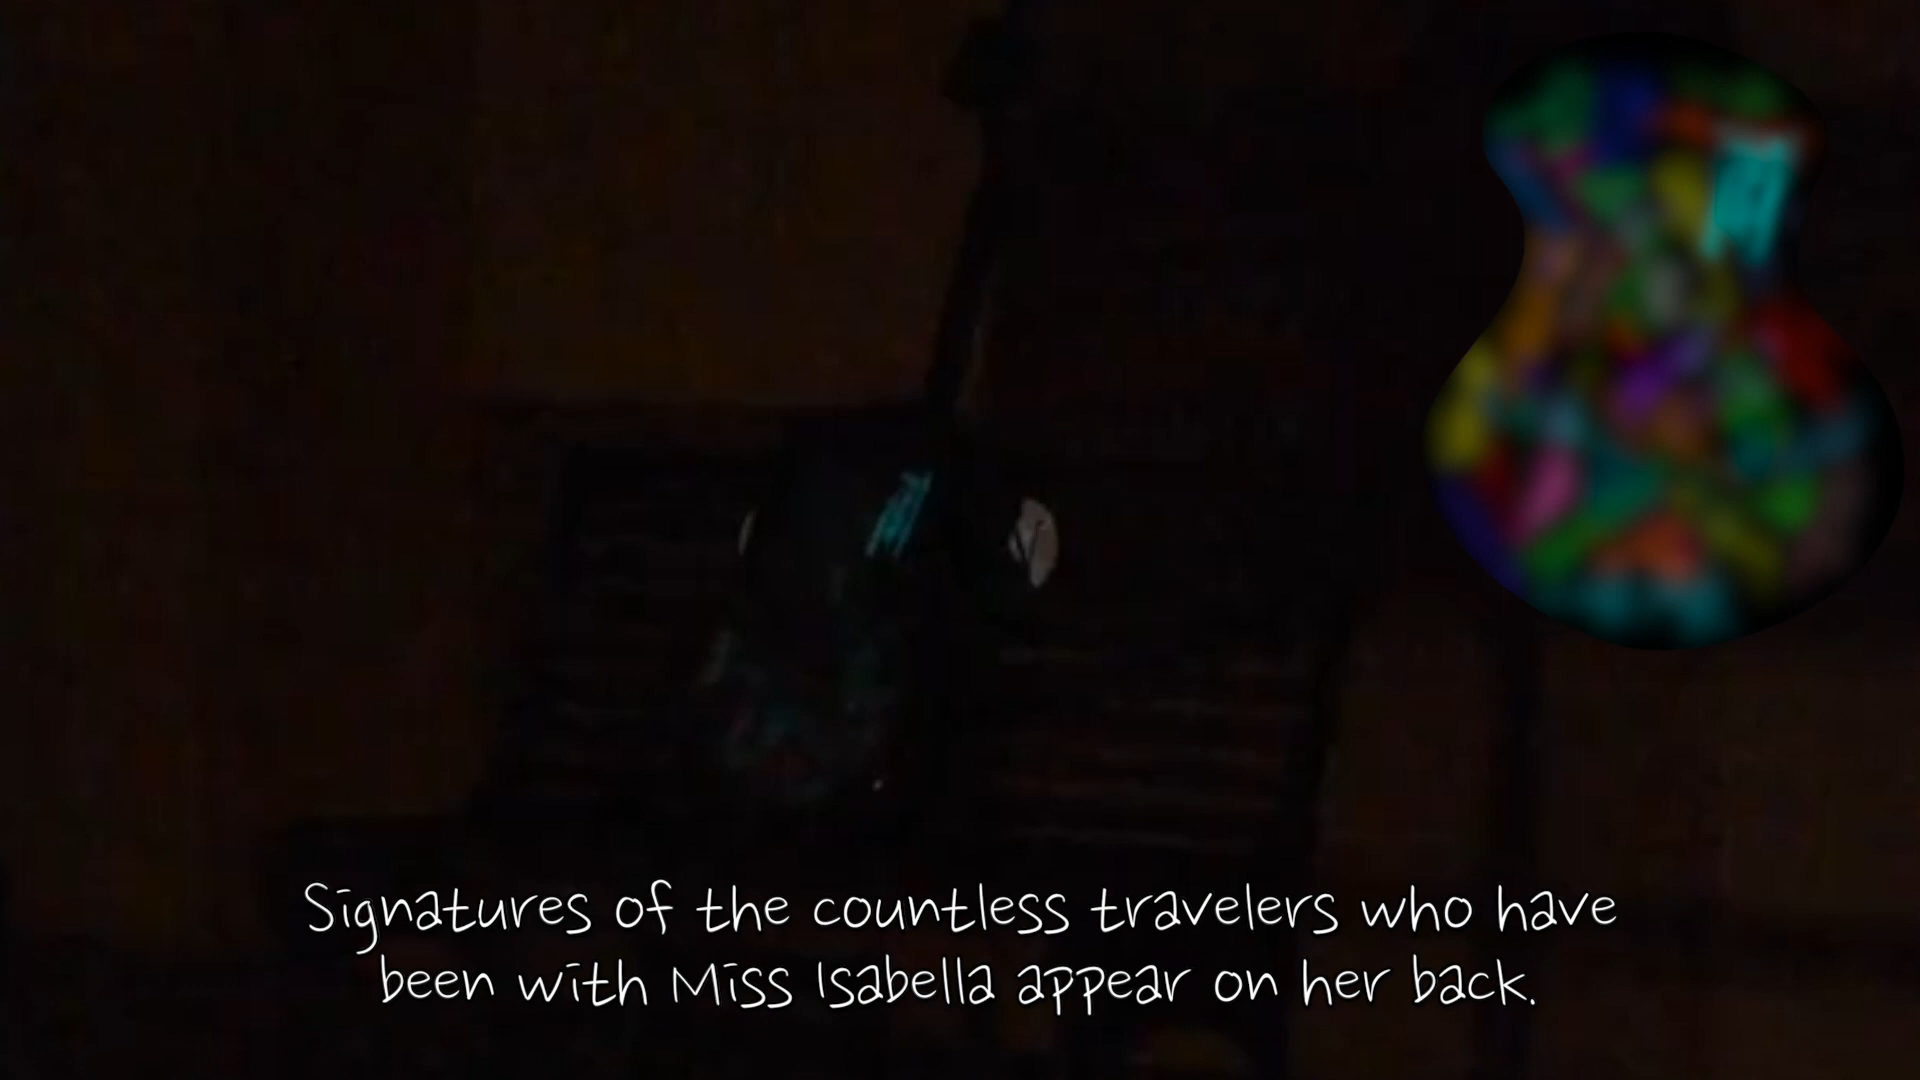 Signatures of the countless travelers who have
been with Miss Isabella appear on her back.